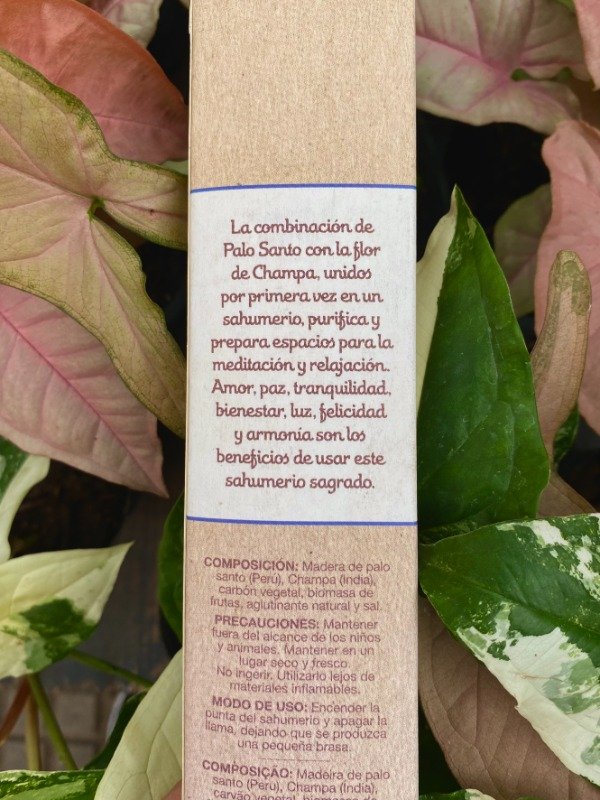 La combinación de
Palo Santo con la flor
de Champa, unidos
por primera vez en un
sahumerio, purifica y
prepara espacios para la
meditación y relajación.
Amor, paz, tranquilidad,
bienestar, luz, felicidad
y armonía son los
beneficios de usar este
sahumerio sagrado.
COMPOSICIÓN: Madera de palo
santo (Perú), Champa (India),
carbón vegetal, biomasa de
frutas, aglutinante natural y sal.
PRECAUCIONES: Mantener
fuera del alcance de los niños
y animales. Mantener en un
lugar seco y fresco.
No ingerir. Utilizarlo lejos de
materiales inflamables.
MODO DE USO: Encender la
punta del sahumerio y apagar la
llama, dejando que se produzca
una pequeña brasa.
COMPOSIÇÃO: Madeira de palo
santo (Peru), Champa (Índia),
carvão vegetal, biomassa de